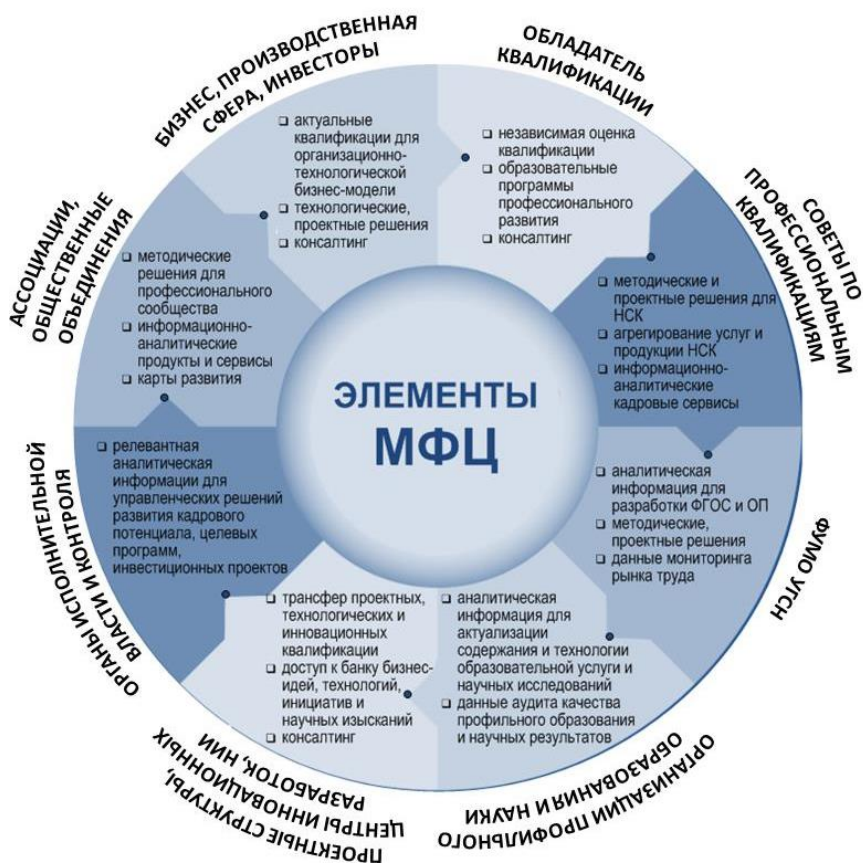 ОБЛАДАТЕЛЬ
КВАЛИФИКАЦИИ
❑ независимая оценка
квалификации
❑ образовательные
программы
профессионального
развития
❑ консалтинг
СОВЕТЫ ПО
ПРОФЕССИОНАЛЬНЫМ
КВАЛИФИКАЦИЯМ
❑ методические и
проектные решения для
НСК
❑ агрегирование услуг и
продукции НСК
❑ информационно-
аналитические
кадровые сервисы
ФУМО УГСН
❑ аналитическая
информация для
разработки ФГОС и ОП
❑ методические,
проектные решения
❑ данные мониторинга
рынка труда
ОРГАНИЗАЦИИ ПРОФИЛЬНОГО
ОБРАЗОВАНИЯ И НАУКИ
❑ аналитическая
информация для
актуализации
содержания и технологии
образовательной услуги и
научных исследований
❑ данные аудита качества
профильного образования
и научных результатов
ПРОЕКТНЫЕ СТРУКТУРЫ,
ЦЕНТРЫ ИННОВАЦИОННЫХ
РАЗРАБОТОК, НИИ
❑ трансфер проектных,
технологических и
инновационных
квалификации
❑ доступ к банку бизнес-
идей, технологий,
инициатив и
научных изысканий
❑ консалтинг
ОРГАНЫ ИСПОЛНИТЕЛЬНОЙ
ВЛАСТИ И КОНТРОЛЯ
❑ релевантная
аналитическая
информации для
управленческих решений
развития кадрового
потенциала, целевых
программ,
инвестиционных проектов
АССОЦИАЦИИ,
ОБЩЕСТВЕННЫЕ
ОБЪЕДИНЕНИЯ
❑ методические
решения для
профессионального
сообщества
❑ информационно-
аналитические
продукты и сервисы
❑ карты развития
БИЗНЕС, ПРОИЗВОДСТВЕННАЯ
СФЕРА, ИНВЕСТОРЫ
❑ актуальные
квалификации для
организационно-
технологической
бизнес-модели
❑ технологические,
проектные решения
❑ консалтинг
ЭЛЕМЕНТЫ
МФЦ